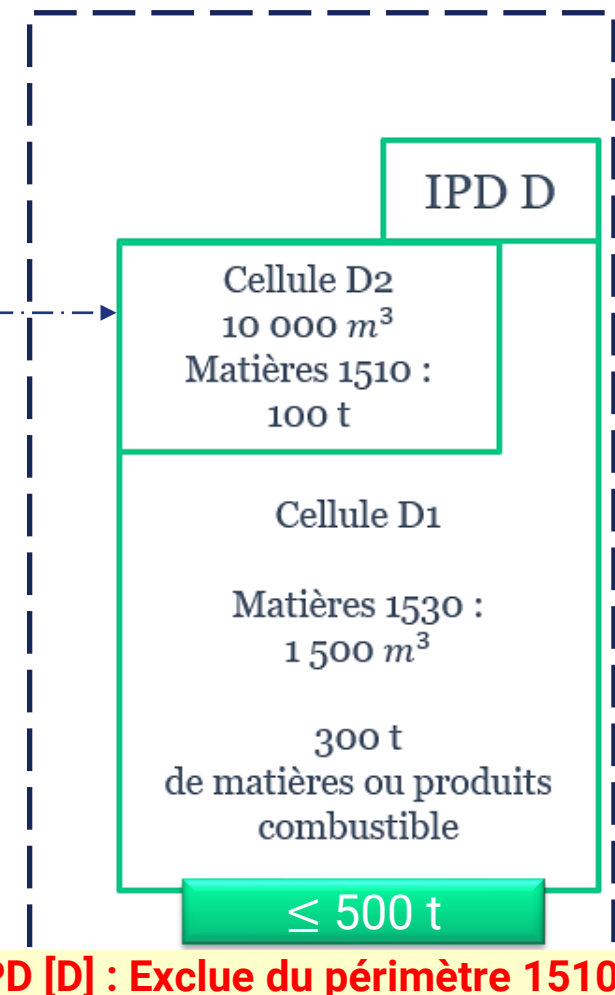 IPD D
Cellule D2
10 000 m³
Matières 1510 :
100 t
Cellule D1
Matières 1530 :
1 500 m³
300 t
de matières ou produits
combustible
≤ 500 t
PD [D] : Exclue du périmètre 1510